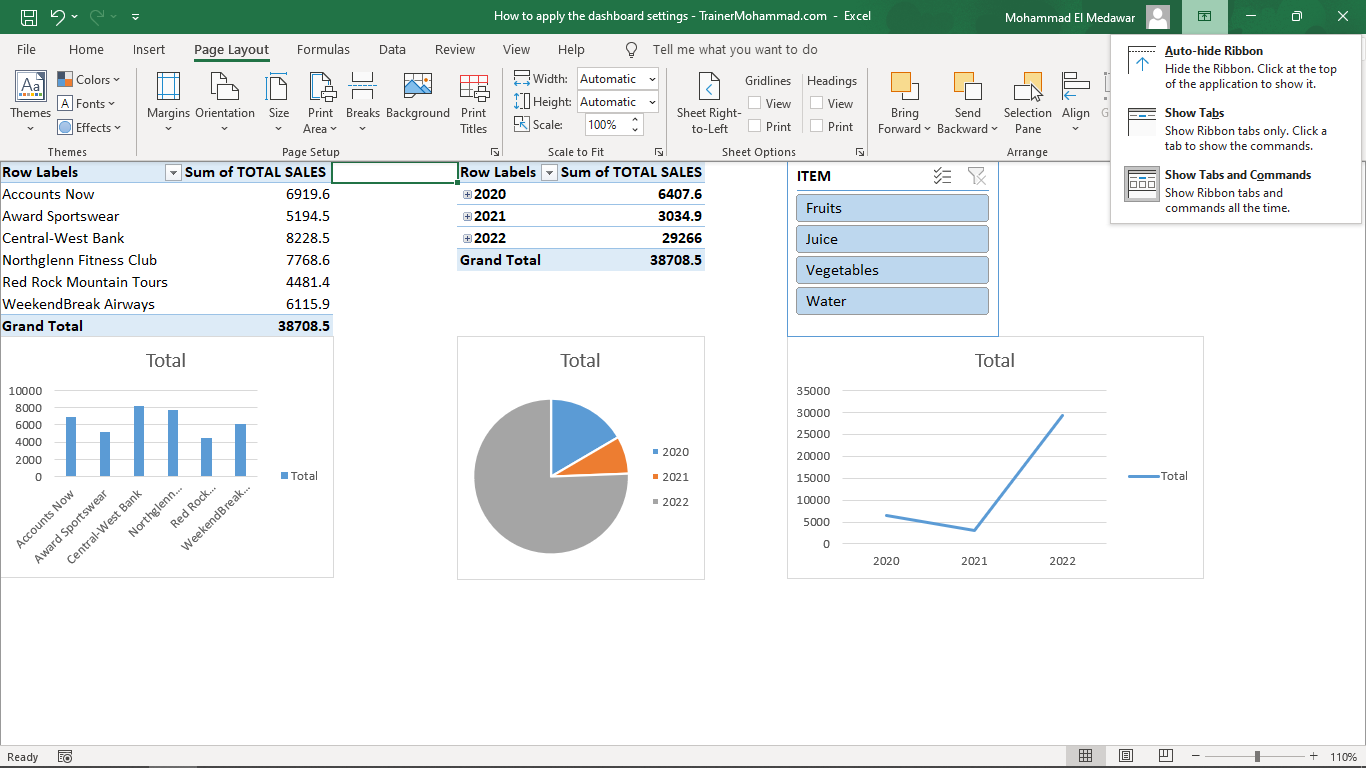 How to apply the dashboard settings - TrainerMohammad.com - Excel
Mohammad El Medawar
File Home Insert Page Layout Formulas Data Review View Help Tell me what you want to do
Themes
Colors
Fonts
Effects
Themes
Margins
Orientation
Size
Print
Area
Breaks
Background
Print
Titles
Page Setup
Width: Automatic
Height: Automatic
Scale: 100%
Scale to Fit
Sheet Right-
to-Left
Gridlines
View
Print
Headings
View
Print
Sheet Options
Bring
Forward
Send
Backward
Selection
Pane
Align
Arrange
Auto-hide Ribbon
Hide the Ribbon. Click at the top
of the application to show it.
Show Tabs
Show Ribbon tabs only. Click a
tab to show the commands.
Show Tabs and Commands
Show Ribbon tabs and
commands all the time.
Row Labels Sum of TOTAL SALES
Accounts Now 6919.6
Award Sportswear 5194.5
Central-West Bank 8228.5
Northglenn Fitness Club 7768.6
Red Rock Mountain Tours 4481.4
WeekendBreak Airways 6115.9
Grand Total 38708.5
Row Labels Sum of TOTAL SALES
2020 6407.6
2021 3034.9
2022 29266
Grand Total 38708.5
ITEM
Fruits
Juice
Vegetables
Water
Total
10000
8000
6000
4000
2000
0
Accounts Now
Award Sportswear
Central-West Bank
Northglenn...
Red Rock...
WeekendBreak...
Total
Total
2020
2021
2022
Total
35000
30000
25000
20000
15000
10000
5000
0
2020 2021 2022
Total
Ready
110%